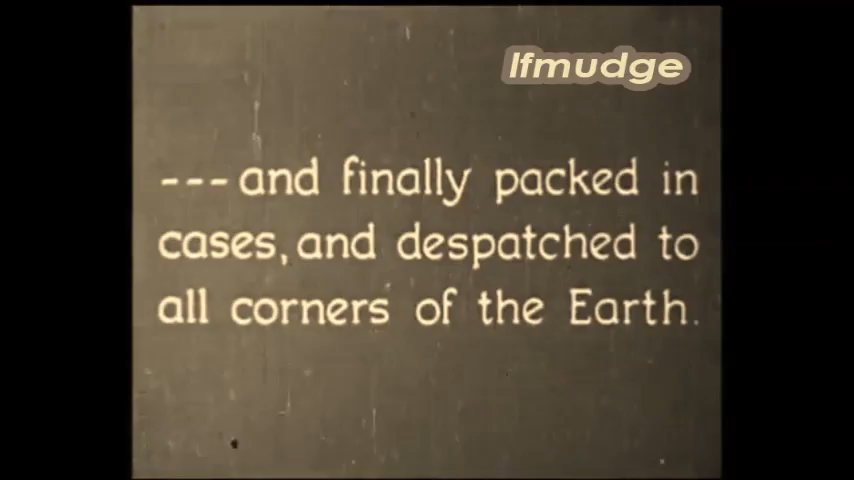 lfmudge
---and finally packed in
cases, and despatched to
all corners of the Earth.